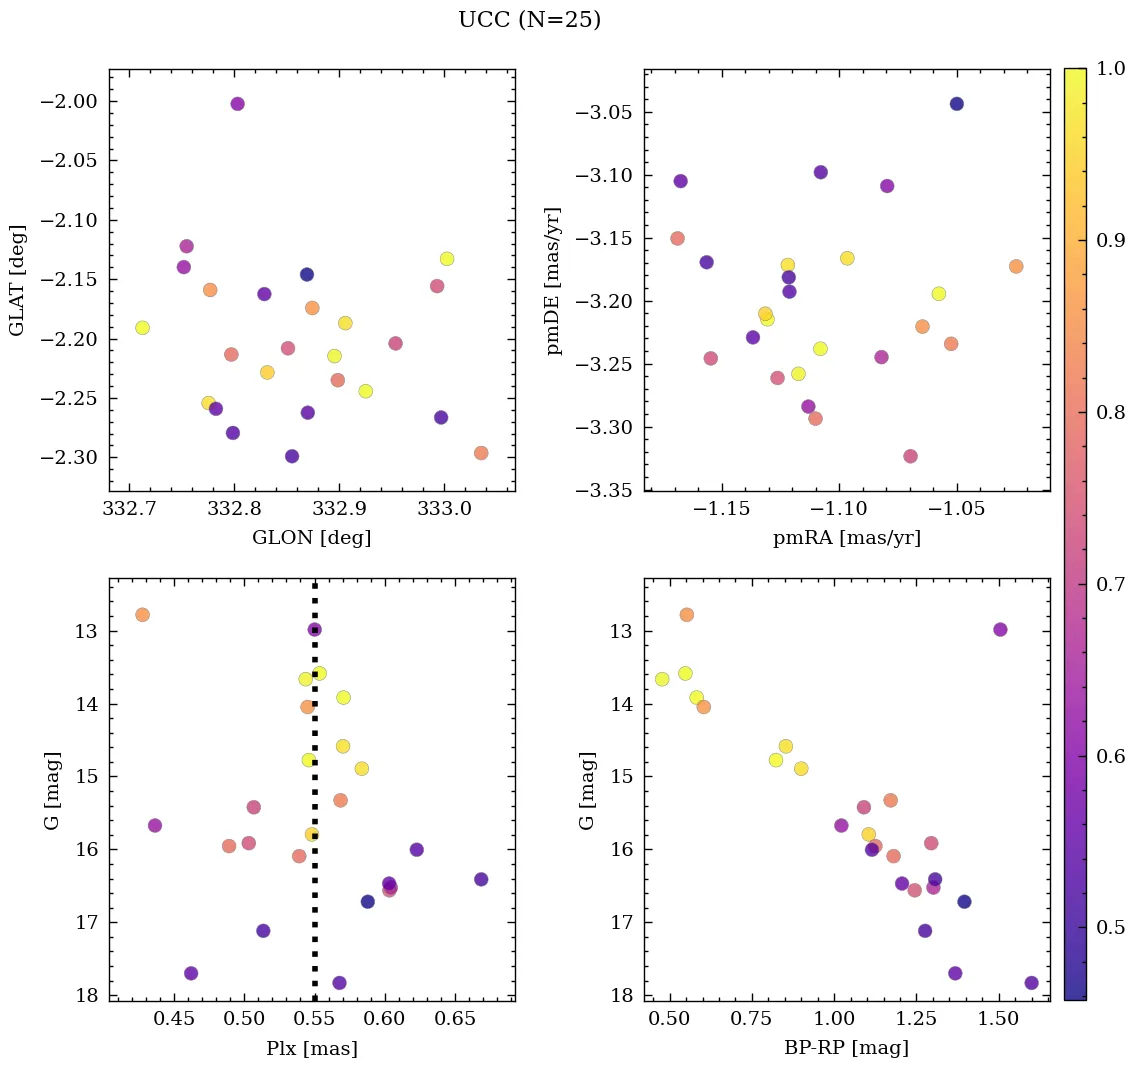 UCC (N=25)
−2.00
−2.05
−2.10
−2.15
−2.20
−2.25
−2.30
GLAT [deg]
332.7 332.8 332.9 333.0
GLON [deg]
−3.05
−3.10
−3.15
−3.20
−3.25
−3.30
−3.35
pmDE [mas/yr]
−1.15 −1.10 −1.05
pmRA [mas/yr]
1.0
0.9
0.8
0.7
0.6
0.5
13
14
15
16
17
18
G [mag]
0.45 0.50 0.55 0.60 0.65
Plx [mas]
13
14
15
16
17
18
G [mag]
0.50 0.75 1.00 1.25 1.50
BP-RP [mag]